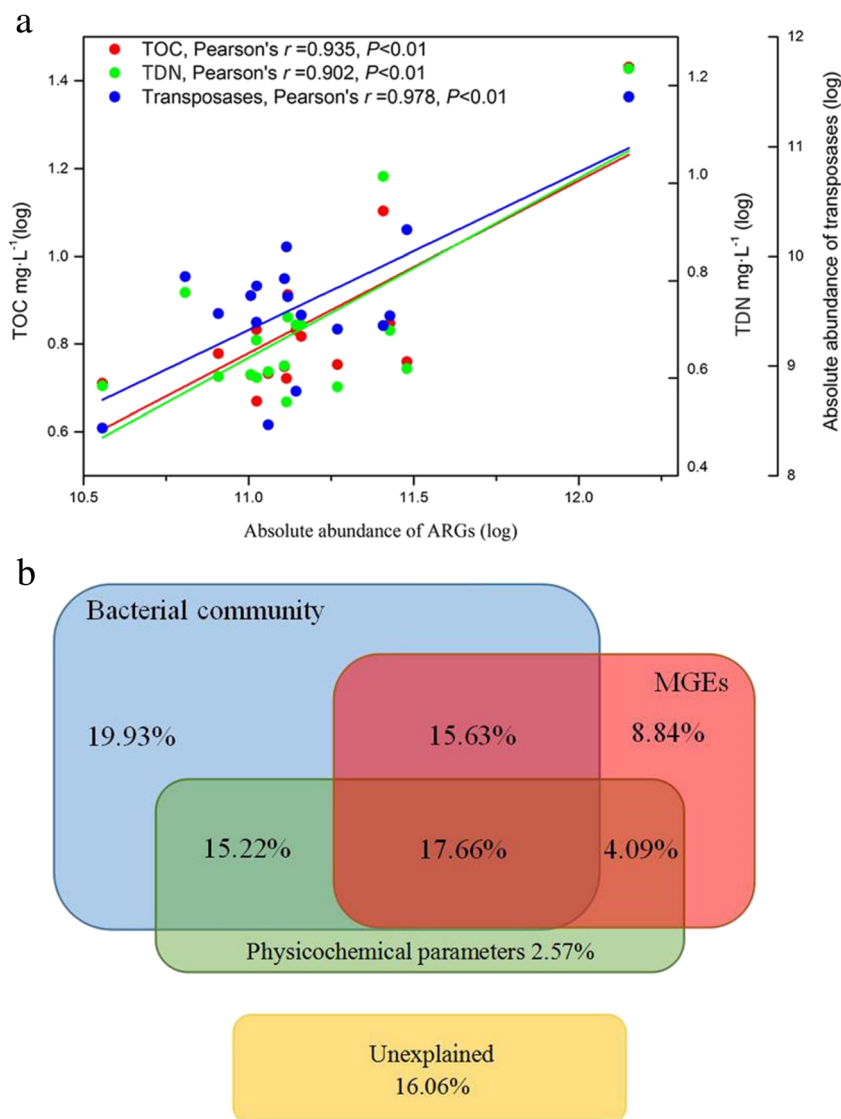 a
TOC, Pearson's r =0.935, P<0.01
TDN, Pearson's r =0.902, P<0.01
Transposases, Pearson's r =0.978, P<0.01
TOC mg·L⁻¹(log)
1.4
1.2
1.0
0.8
0.6
TDN mg·L⁻¹ (log)
1.2
1.0
0.8
0.6
0.4
Absolute abundance of transposases (log)
12
11
10
9
8
10.5 11.0 11.5 12.0
Absolute abundance of ARGs (log)
b
Bacterial community
MGEs
19.93% 15.63% 8.84%
15.22% 17.66% 4.09%
Physicochemical parameters 2.57%
Unexplained
16.06%